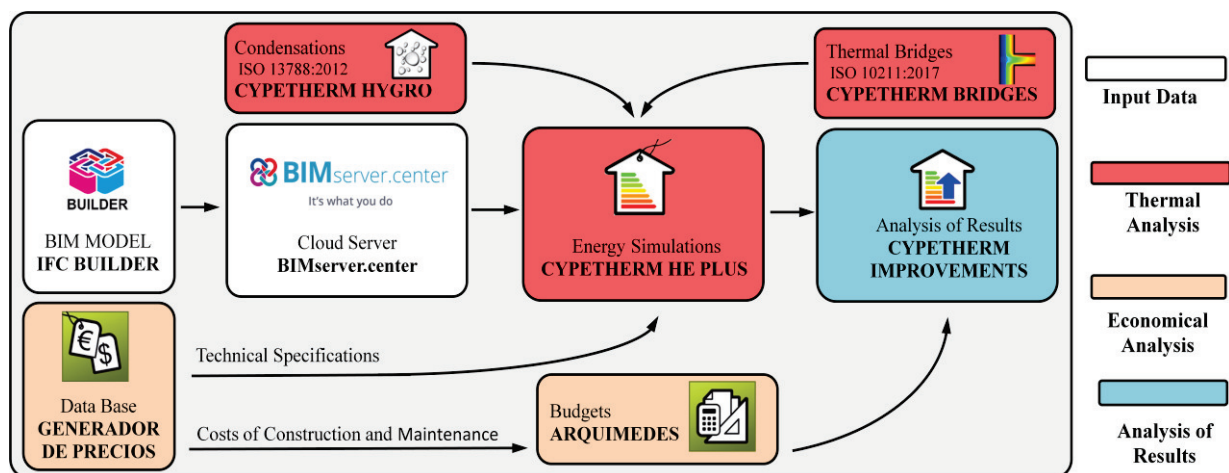 Condensations
ISO 13788:2012
CYPETHERM HYGRO
Thermal Bridges
ISO 10211:2017
CYPETHERM BRIDGES
BUILDER
BIM MODEL
IFC BUILDER
BIMserver.center
It's what you do
Cloud Server
BIMserver.center
Energy Simulations
CYPETHERM HE PLUS
Analysis of Results
CYPETHERM
IMPROVEMENTS
€
$
Data Base
GENERADOR
DE PRECIOS
Technical Specifications
Costs of Construction and Maintenance
Budgets
ARQUIMEDES
Input Data
Thermal
Analysis
Economical
Analysis
Analysis of
Results